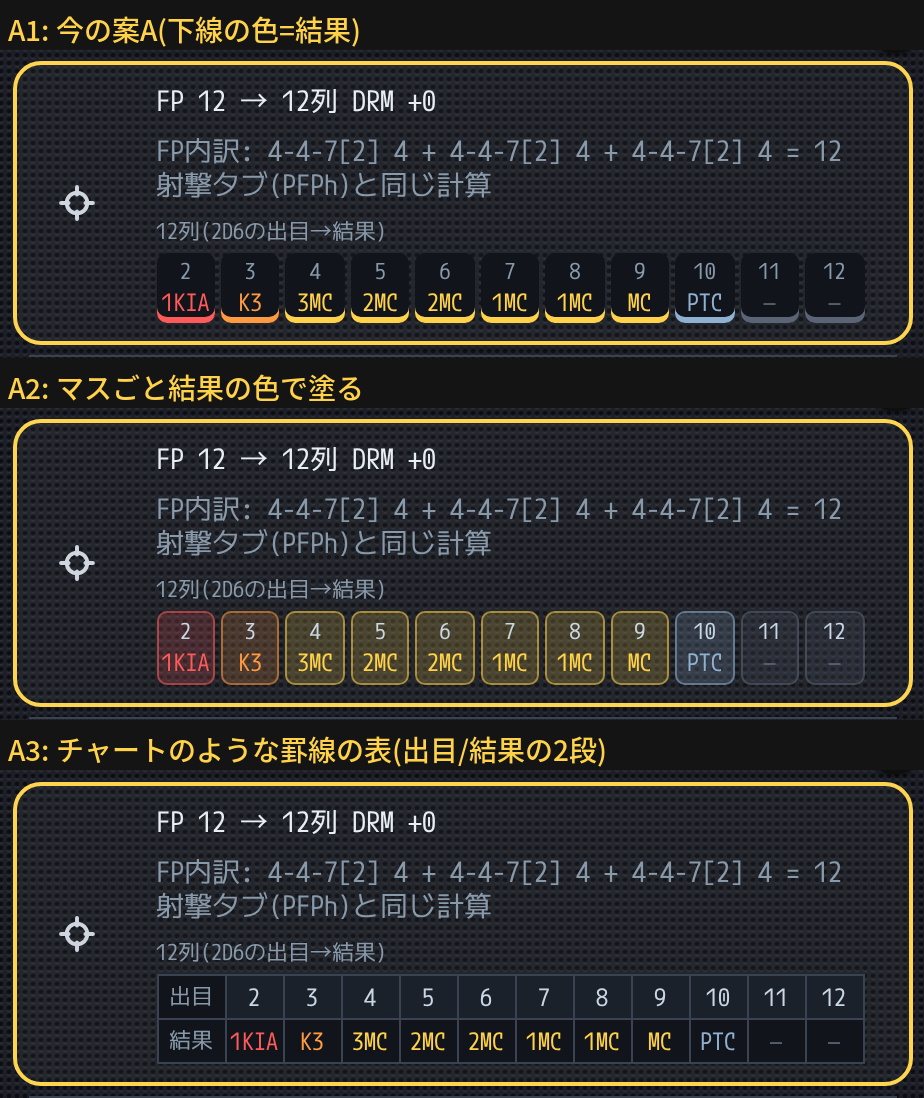 A1: 今の案A(下線の色=結果)
FP 12 → 12列 DRM +0
FP内訳: 4-4-7[2] 4 + 4-4-7[2] 4 + 4-4-7[2] 4 = 12
射撃タブ(PFPh)と同じ計算
12列(2D6の出目→結果)
2 3 4 5 6 7 8 9 10 11 12
1KIA K3 3MC 2MC 2MC 1MC 1MC MC PTC – –
A2: マスごと結果の色で塗る
FP 12 → 12列 DRM +0
FP内訳: 4-4-7[2] 4 + 4-4-7[2] 4 + 4-4-7[2] 4 = 12
射撃タブ(PFPh)と同じ計算
12列(2D6の出目→結果)
2 3 4 5 6 7 8 9 10 11 12
1KIA K3 3MC 2MC 2MC 1MC 1MC MC PTC – –
A3: チャートのような罫線の表(出目/結果の2段)
FP 12 → 12列 DRM +0
FP内訳: 4-4-7[2] 4 + 4-4-7[2] 4 + 4-4-7[2] 4 = 12
射撃タブ(PFPh)と同じ計算
12列(2D6の出目→結果)
出目 2 3 4 5 6 7 8 9 10 11 12
結果 1KIA K3 3MC 2MC 2MC 1MC 1MC MC PTC – –